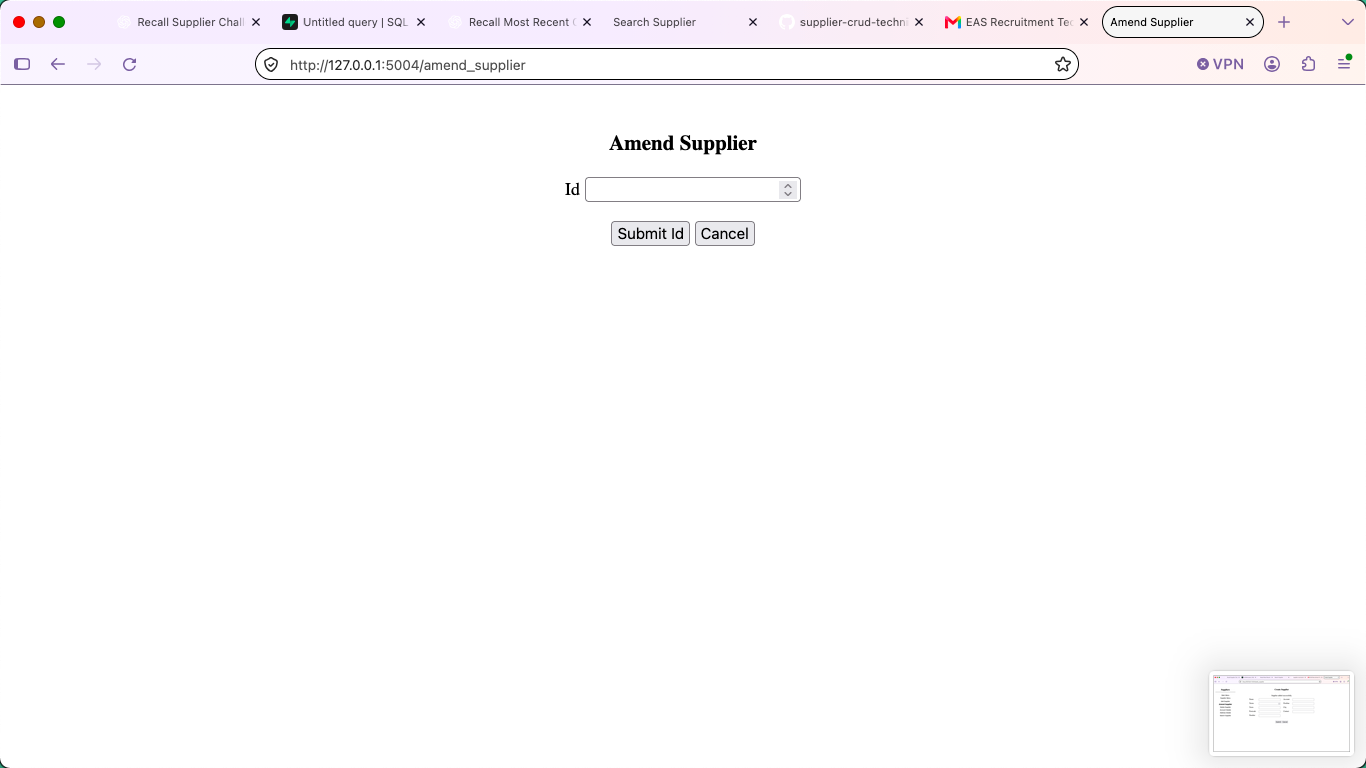 Recall Supplier Chall
Untitled query | SQL
Recall Most Recent
Search Supplier
supplier-crud-techni
EAS Recruitment Tec
Amend Supplier
http://127.0.0.1:5004/amend_supplier
VPN
Amend Supplier
Id
Submit Id
Cancel